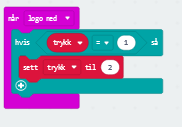 når logo ned
hvis trykk = 1 så
sett trykk til 2